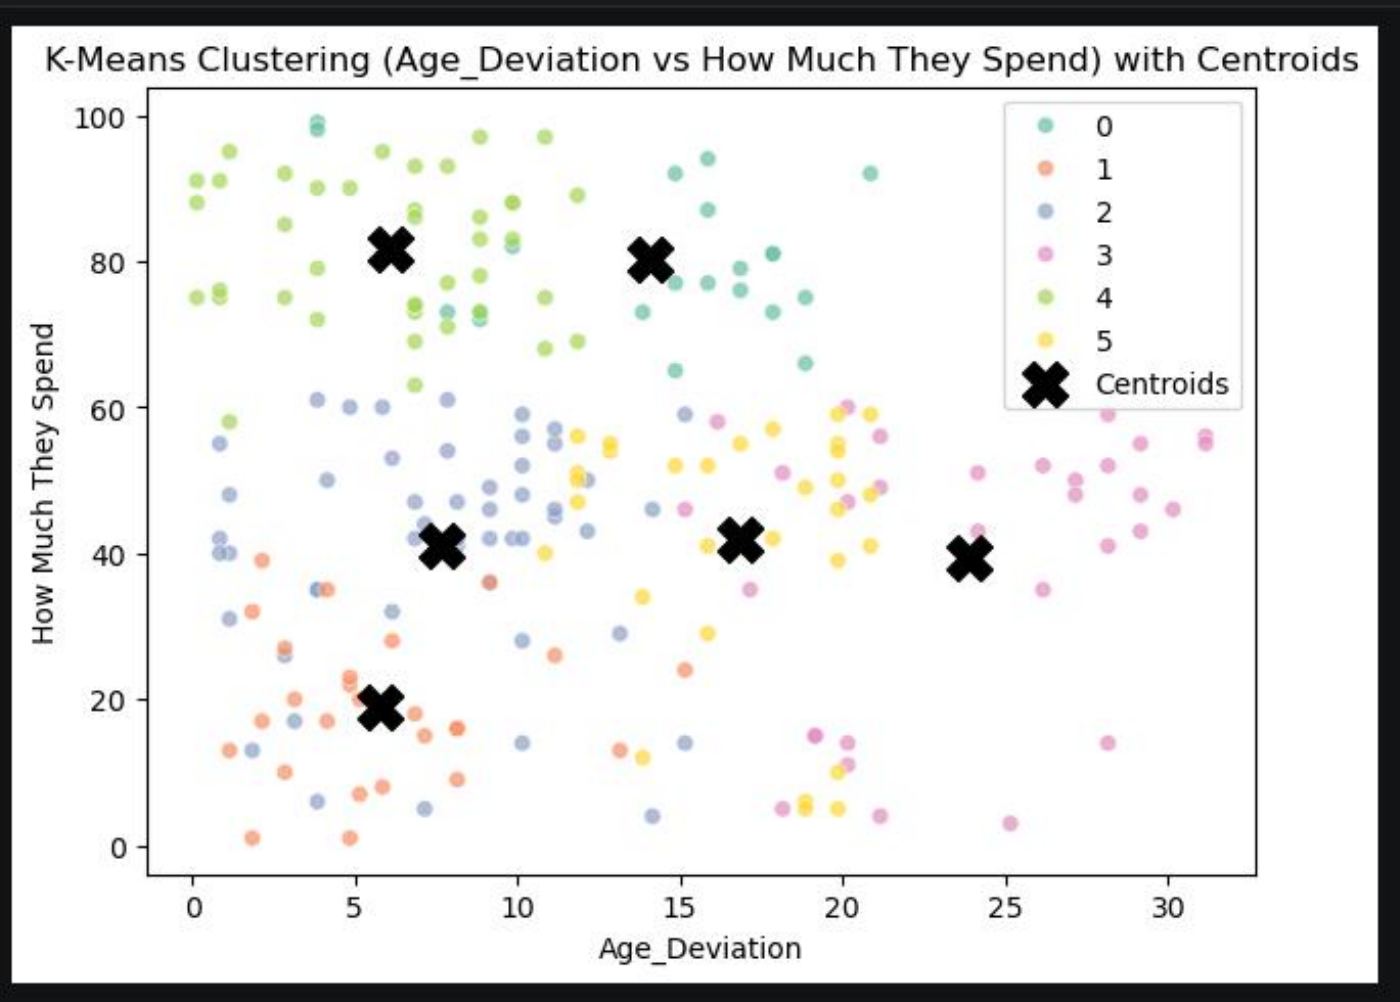 K-Means Clustering (Age_Deviation vs How Much They Spend) with Centroids
100
80
60
40
20
0
How Much They Spend
0
1
2
3
4
5
Centroids
0 5 10 15 20 25 30
Age_Deviation